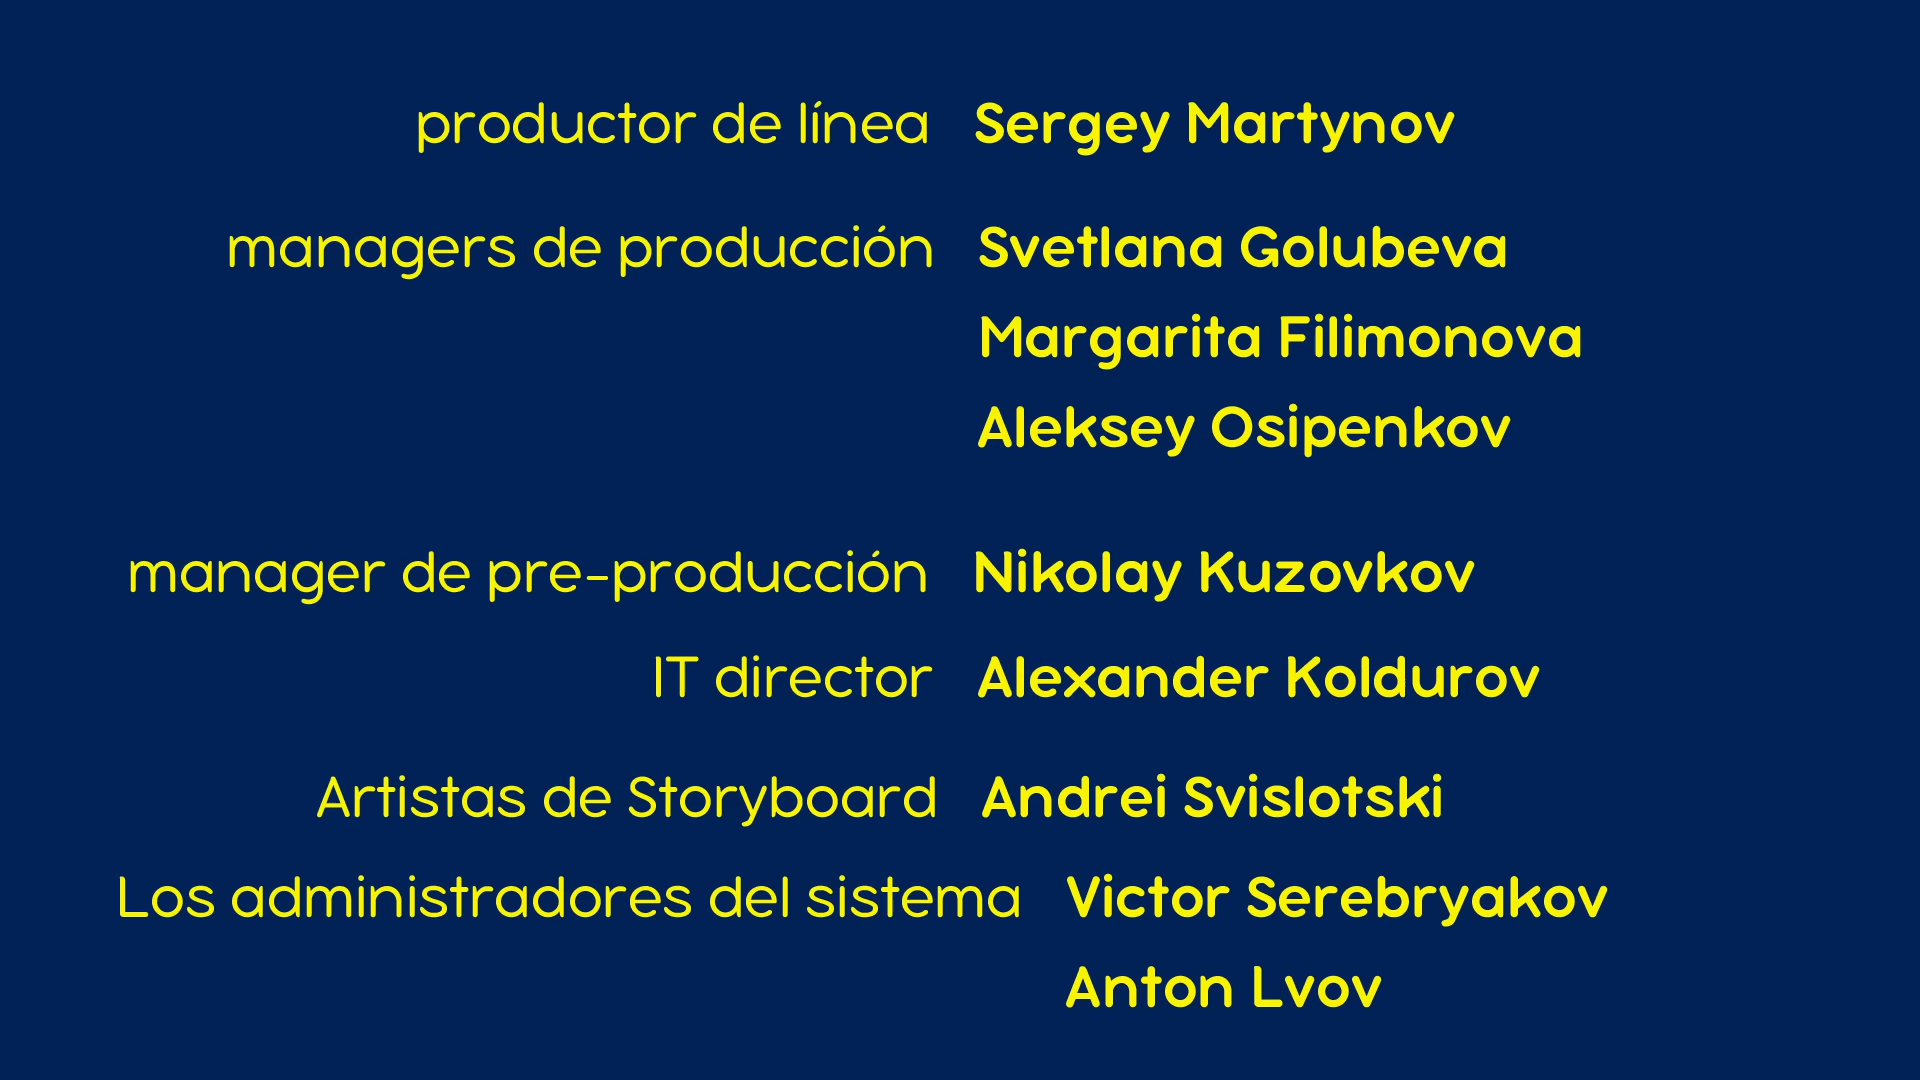 productor de línea Sergey Martynov
managers de producción Svetlana Golubeva
Margarita Filimonova
Aleksey Osipenkov
manager de pre-producción Nikolay Kuzovkov
IT director Alexander Koldurov
Artistas de Storyboard Andrei Svislotski
Los administradores del sistema Victor Serebryakov
Anton Lvov